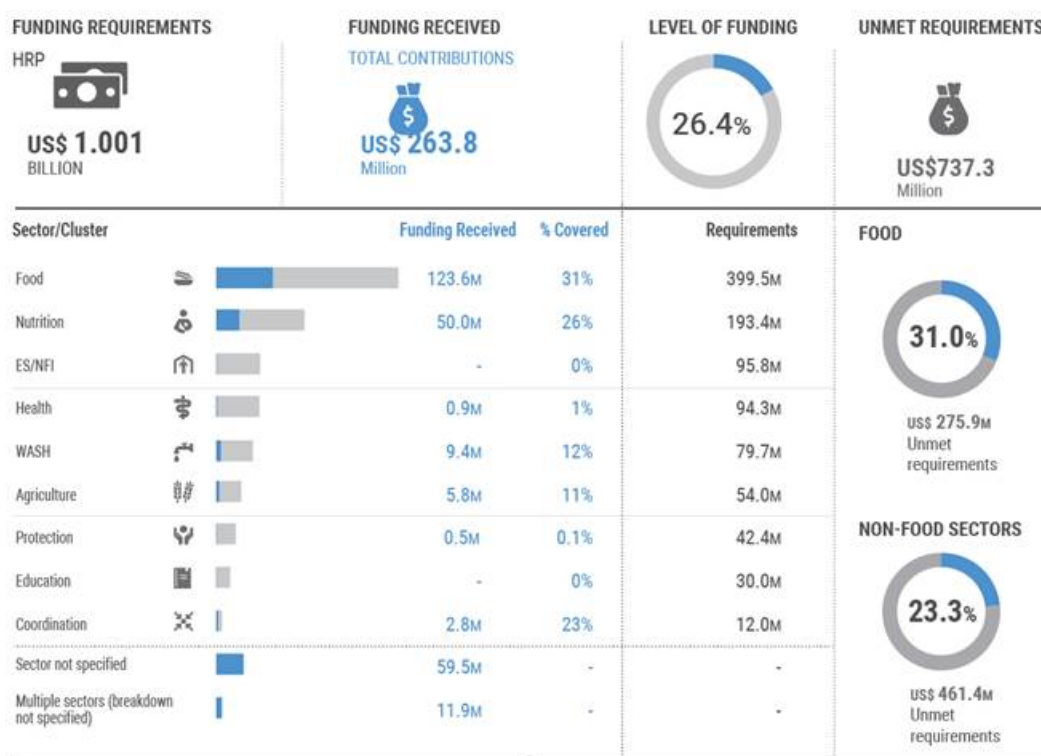 FUNDING REQUIREMENTS
HRP
US$ 1.001
BILLION
FUNDING RECEIVED
TOTAL CONTRIBUTIONS
$
US$ 263.8
Million
LEVEL OF FUNDING
26.4%
UNMET REQUIREMENTS
$
US$737.3
Million
Sector/Cluster Funding Received % Covered Requirements
Food 123.6M 31% 399.5M
Nutrition 50.0M 26% 193.4M
ES/NFI - 0% 95.8M
Health 0.9M 1% 94.3M
WASH 9.4M 12% 79.7M
Agriculture 5.8M 11% 54.0M
Protection 0.5M 0.1% 42.4M
Education - 0% 30.0M
Coordination 2.8M 23% 12.0M
Sector not specified 59.5M - -
Multiple sectors (breakdown
not specified) 11.9M - -
FOOD
31.0%
US$ 275.9M
Unmet
requirements
NON-FOOD SECTORS
23.3%
US$ 461.4M
Unmet
requirements